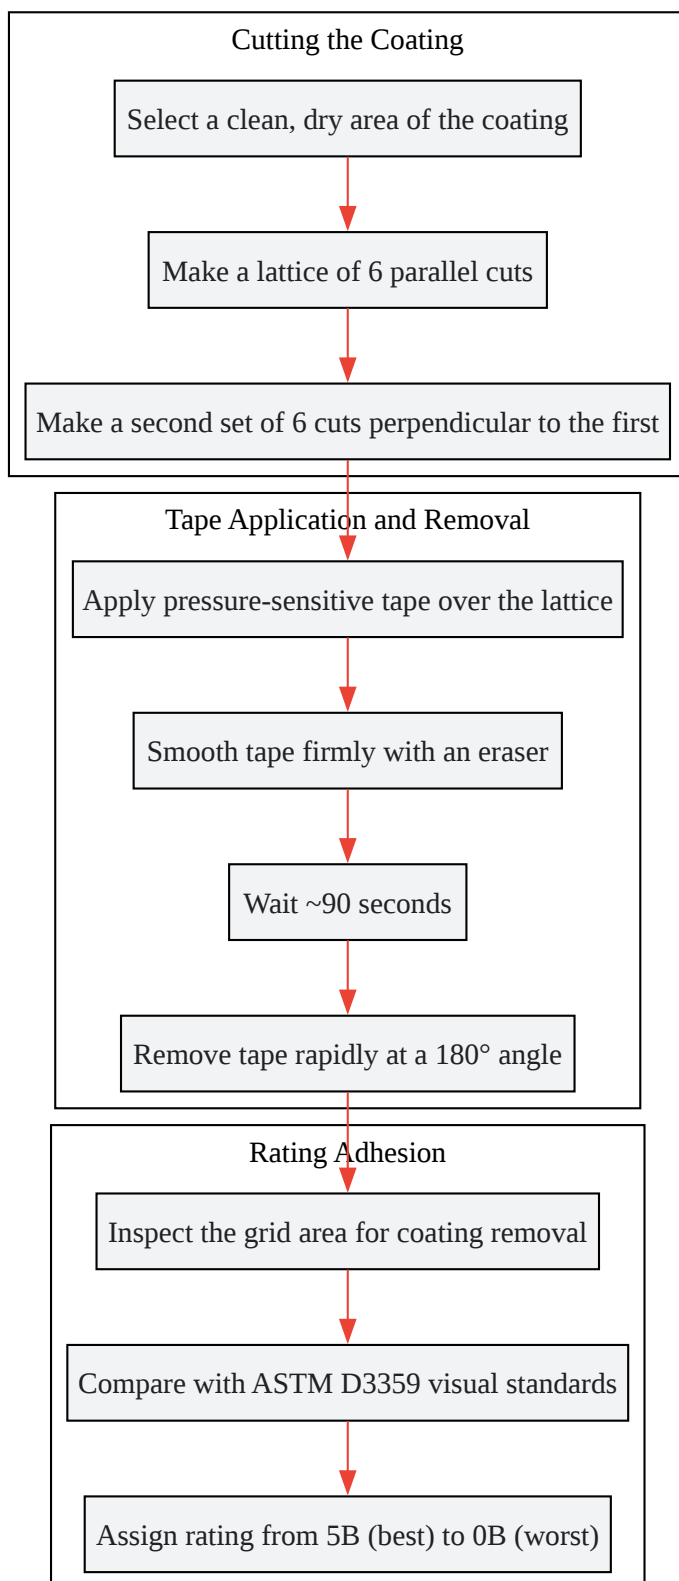 Cutting the Coating
Select a clean, dry area of the coating
Make a lattice of 6 parallel cuts
Make a second set of 6 cuts perpendicular to the first
Tape Application and Removal
Apply pressure-sensitive tape over the lattice
Smooth tape firmly with an eraser
Wait ~90 seconds
Remove tape rapidly at a 180° angle
Rating Adhesion
Inspect the grid area for coating removal
Compare with ASTM D3359 visual standards
Assign rating from 5B (best) to 0B (worst)